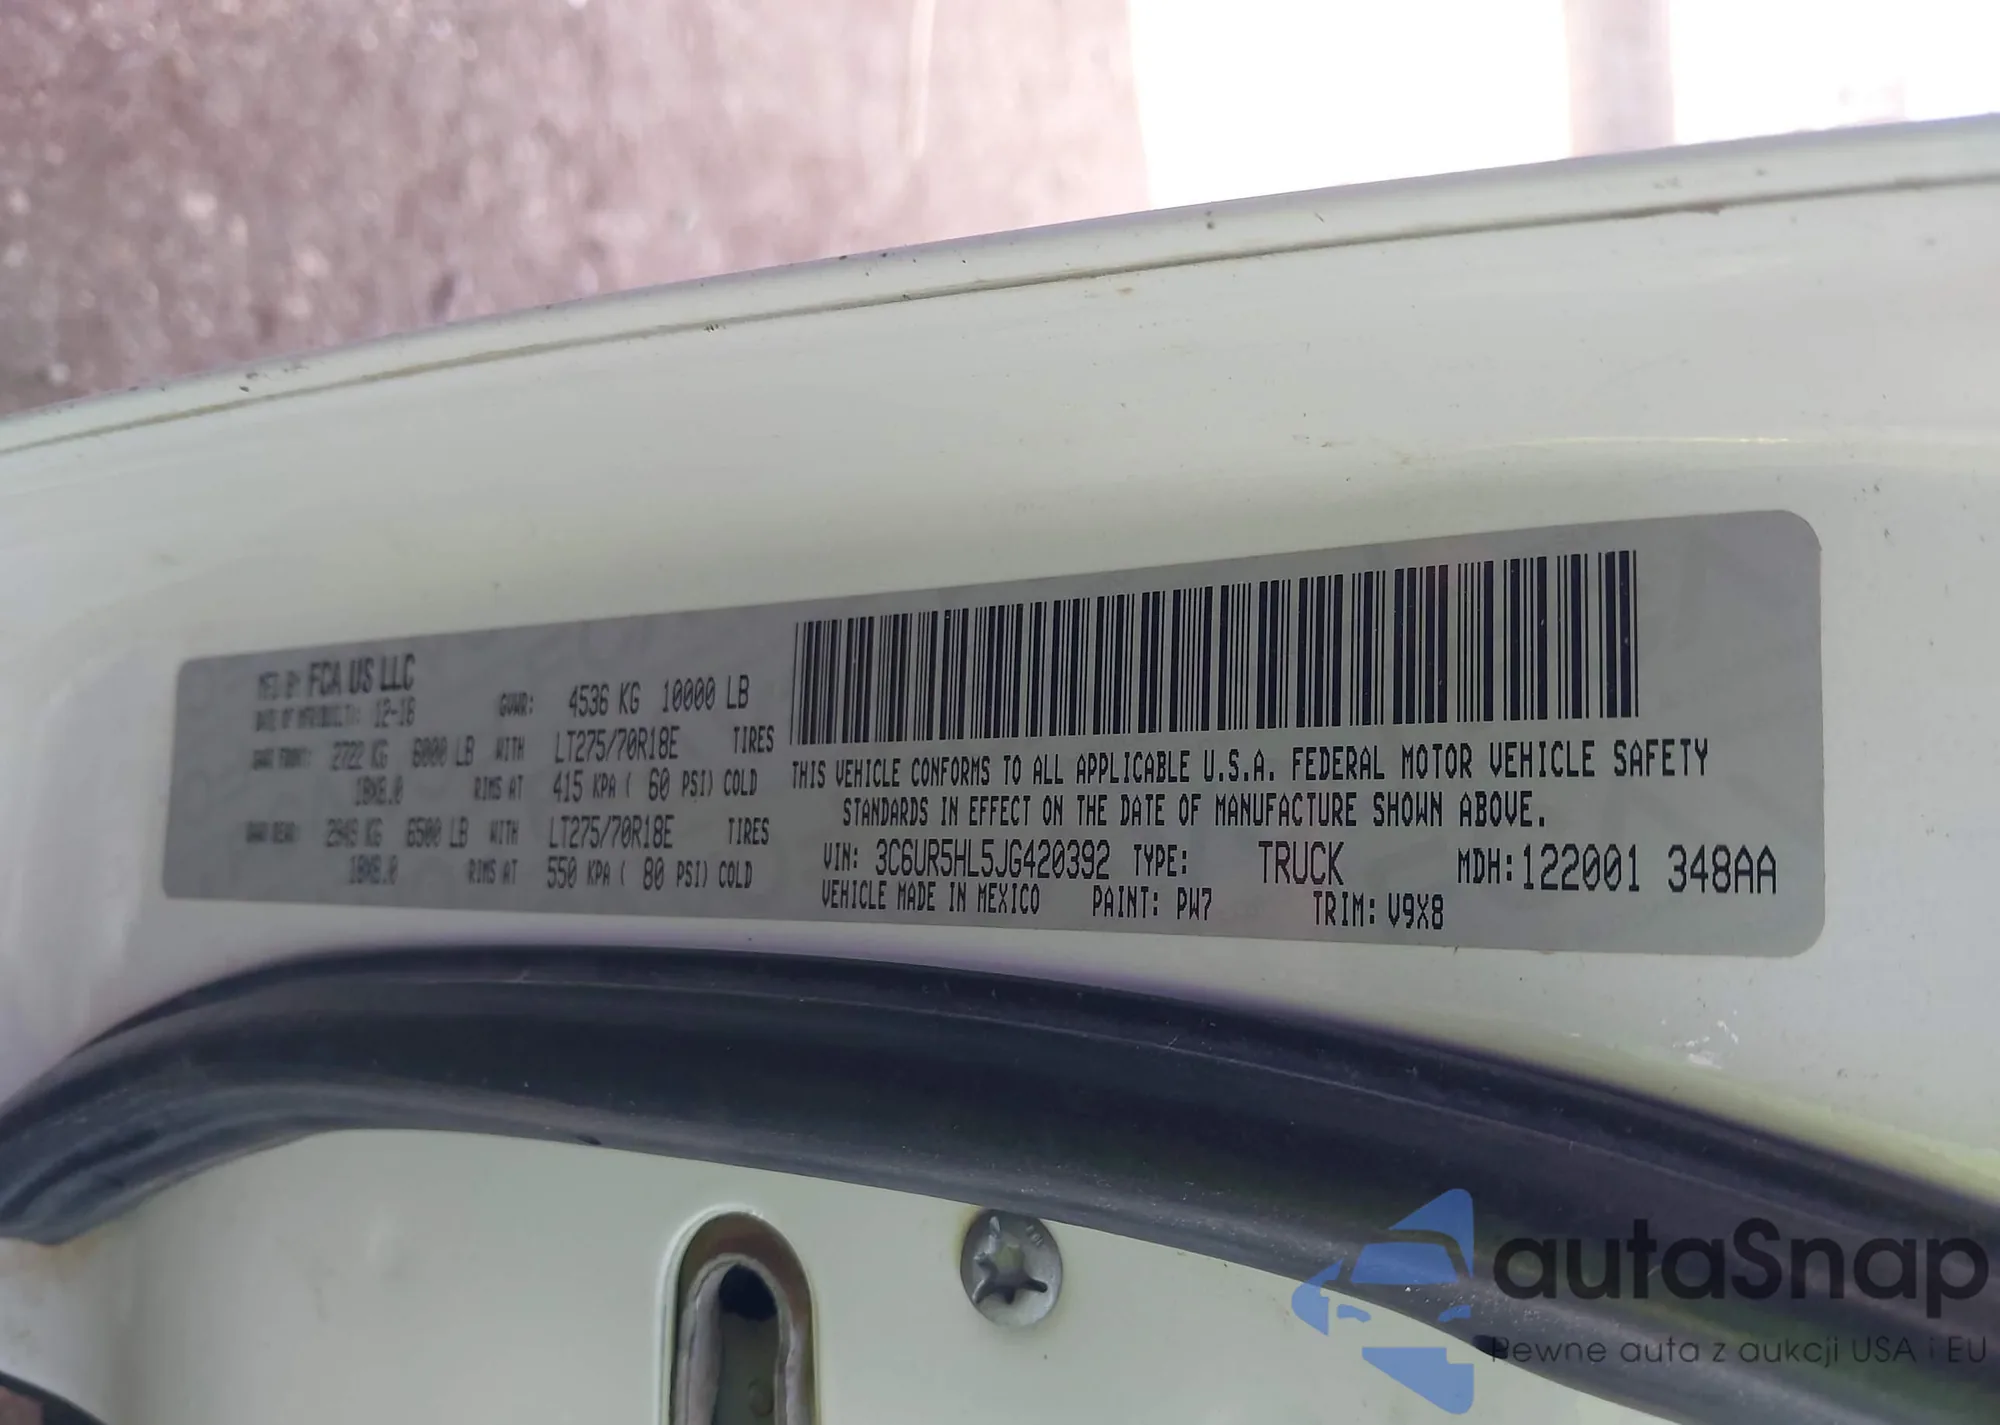 MFD BY FCA US LLC
DATE OF MFR/BUILT: 12-18
GVWR: 4536 KG 10000 LB
GAWR FRONT: 2722 KG 6000 LB WITH LT275/70R18E TIRES
18X8.0 RIMS AT 415 KPA ( 60 PSI) COLD
GAWR REAR: 2949 KG 6500 LB WITH LT275/70R18E TIRES
18X8.0 RIMS AT 550 KPA ( 80 PSI) COLD
THIS VEHICLE CONFORMS TO ALL APPLICABLE U.S.A. FEDERAL MOTOR VEHICLE SAFETY
STANDARDS IN EFFECT ON THE DATE OF MANUFACTURE SHOWN ABOVE.
VIN: 3C6UR5HL5JG420392 TYPE: TRUCK MDH: 122001 348AA
VEHICLE MADE IN MEXICO PAINT: PW7 TRIM: V9X8
autaSnap
Pewne auta z aukcji USA i EU